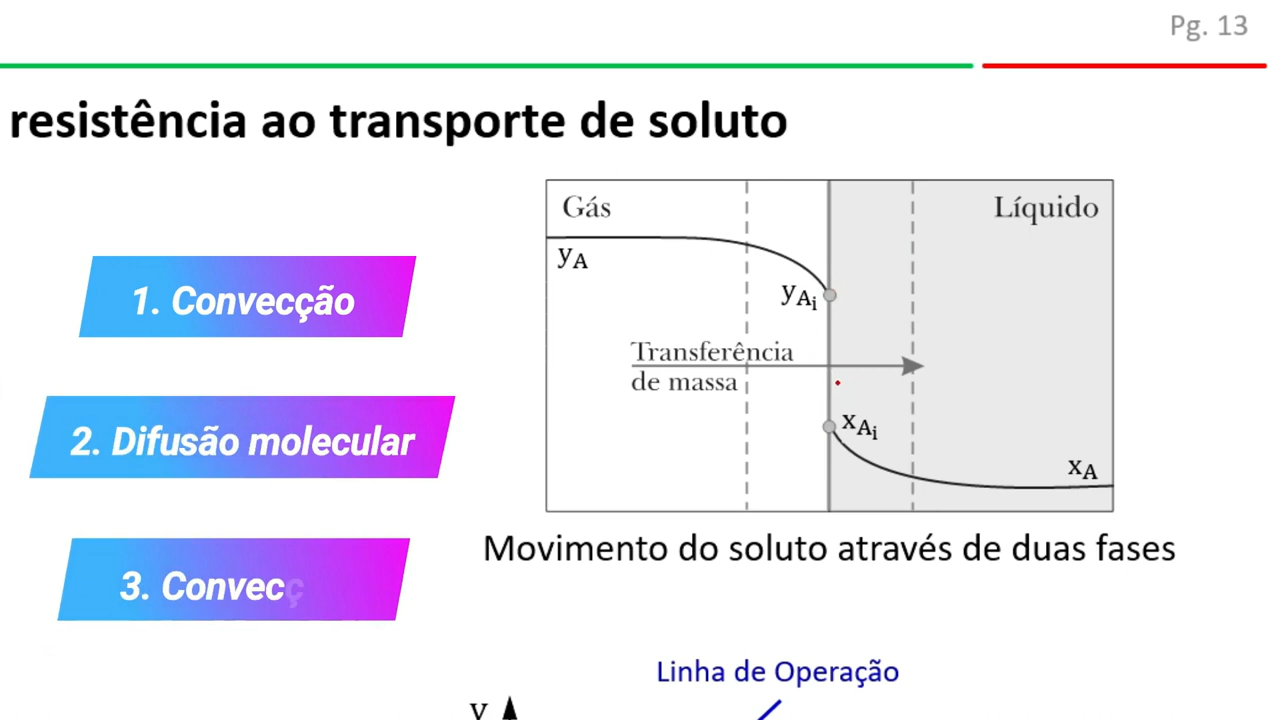 Pg. 13
resistência ao transporte de soluto
Gás
Líquido
yA
yAi
1. Convecção
Transferência
de massa
2. Difusão molecular
xAi
xA
Movimento do soluto através de duas fases
3. Convecç
Linha de Operação
y